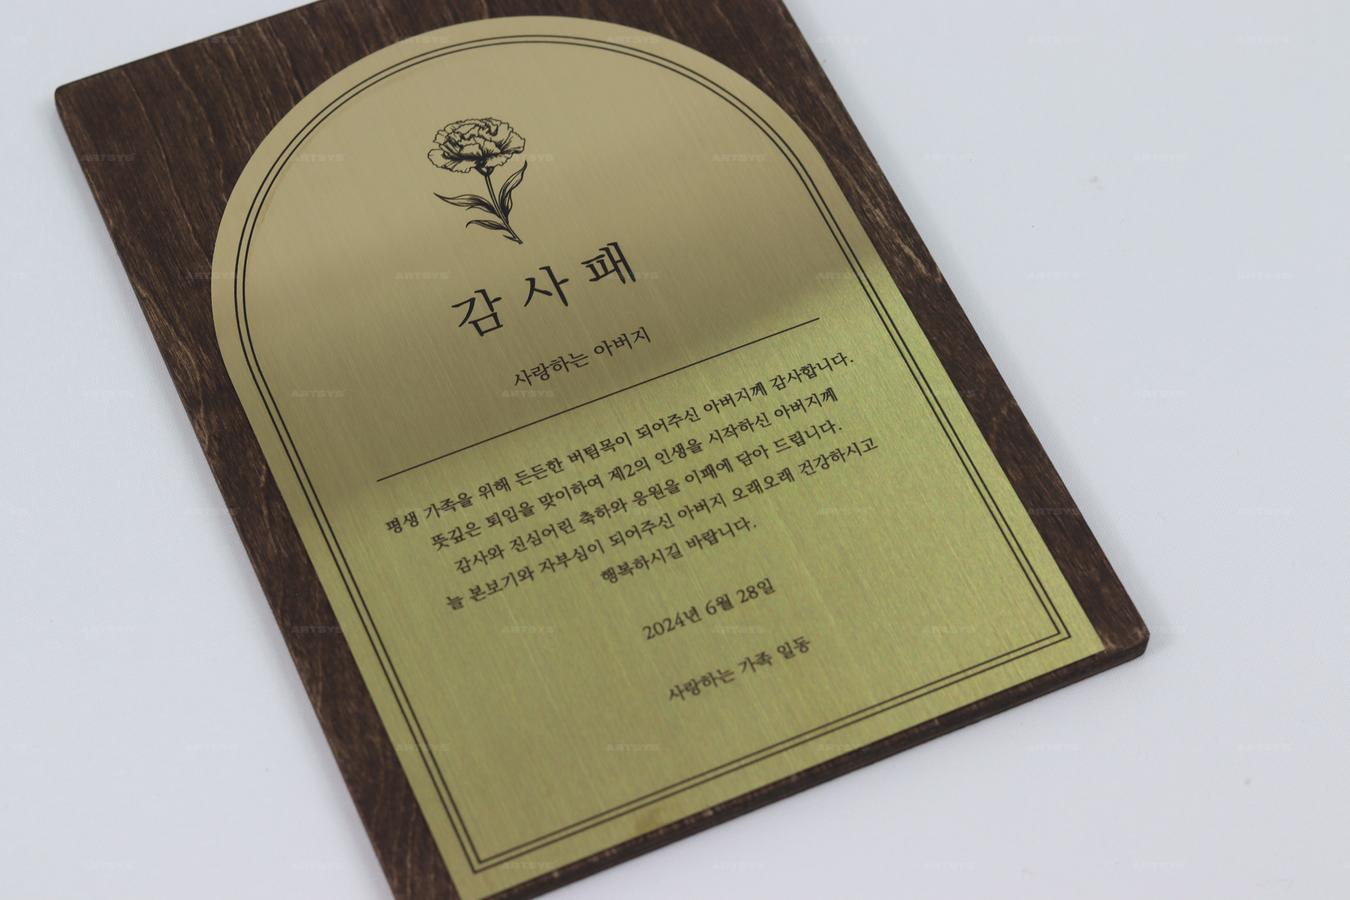 감사패
사랑하는 아버지
평생 가족을 위해 든든한 버팀목이 되어주신 아버지께 감사합니다.
뜻깊은 퇴임을 맞이하여 제2의 인생을 시작하신 아버지께
감사와 진심어린 축하와 응원을 이패에 담아 드립니다.
늘 본보기와 자부심이 되어주신 아버지 오래오래 건강하시고
행복하시길 바랍니다.
2024년 6월 28일
사랑하는 가족 일동
ARTSYS